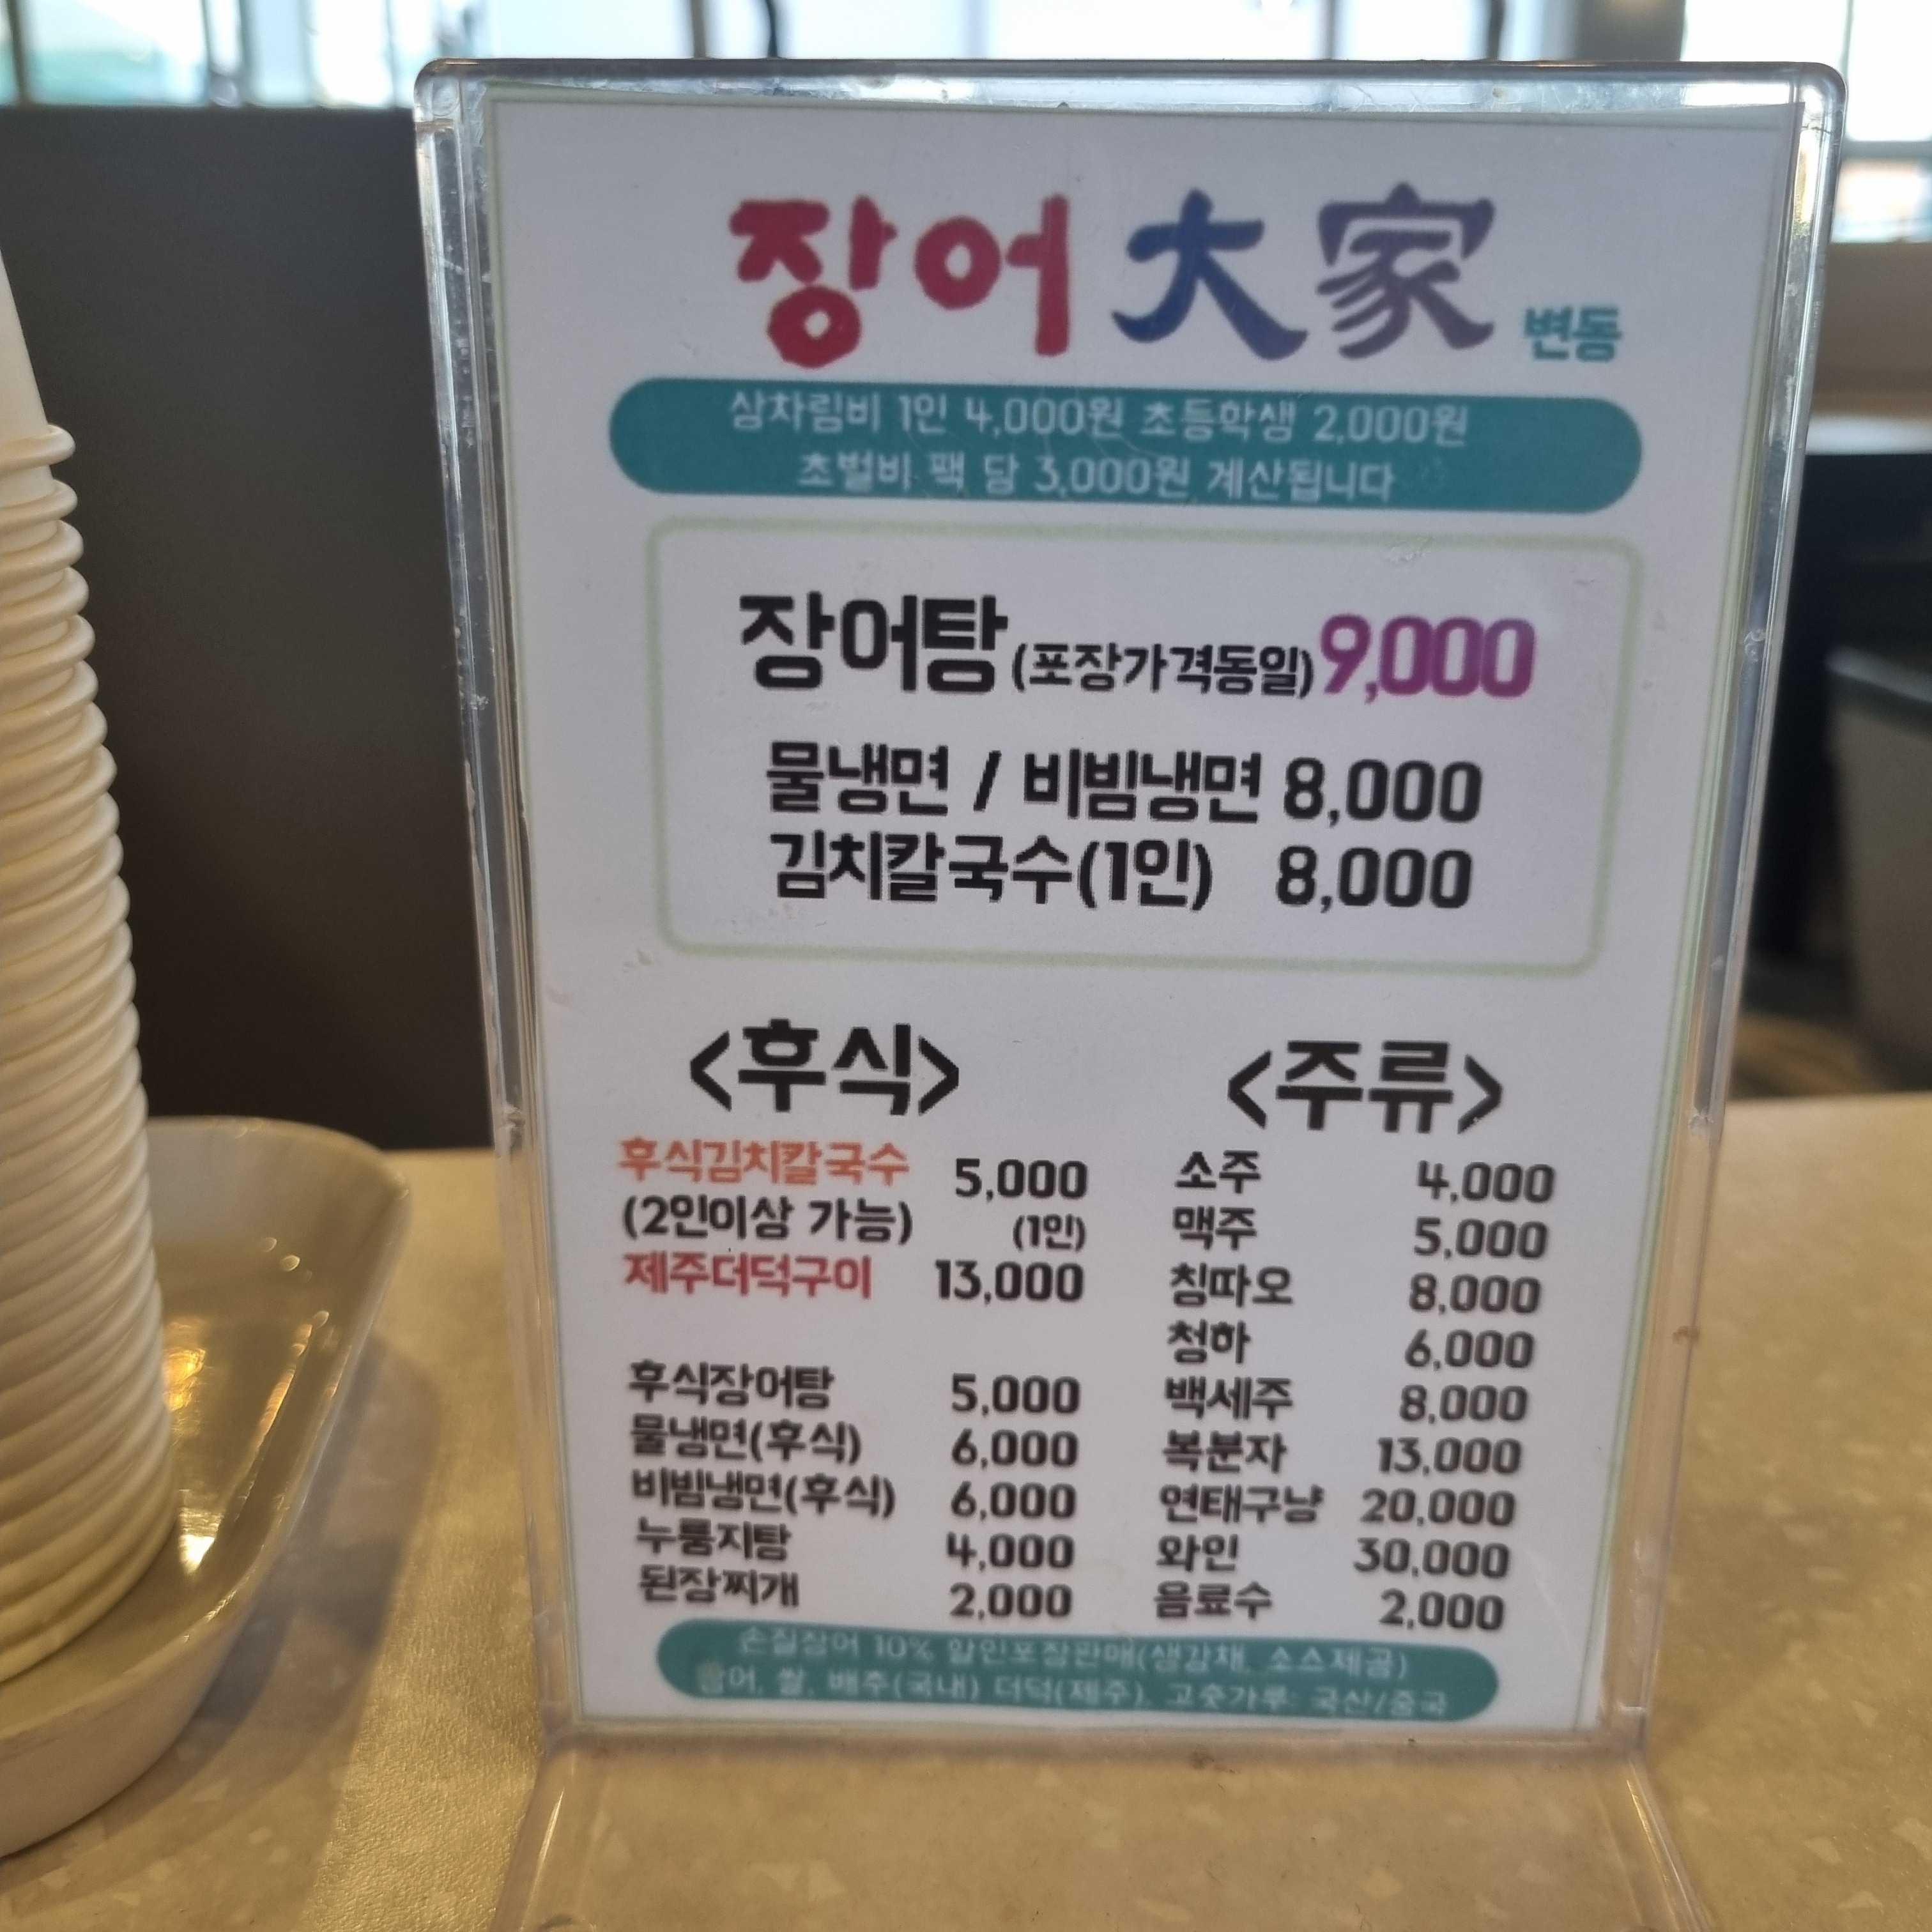 장어 大家 변동
상차림비 1인 4,000원 초등학생 2,000원
초벌비 팩 당 3,000원 계산됩니다
장어탕(포장가격동일) 9,000
물냉면 / 비빔냉면 8,000
김치칼국수(1인) 8,000
<후식>
후식김치칼국수 5,000
(2인이상 가능) (1인)
제주더덕구이 13,000
후식장어탕 5,000
물냉면(후식) 6,000
비빔냉면(후식) 6,000
누룽지탕 4,000
된장찌개 2,000
<주류>
소주 4,000
맥주 5,000
칭따오 8,000
청하 6,000
백세주 8,000
복분자 13,000
연태구냥 20,000
와인 30,000
음료수 2,000
손질장어 10% 할인포장판매(생강채, 소스제공)
장어, 쌀, 배추(국내) 더덕(제주), 고춧가루: 국산/중국